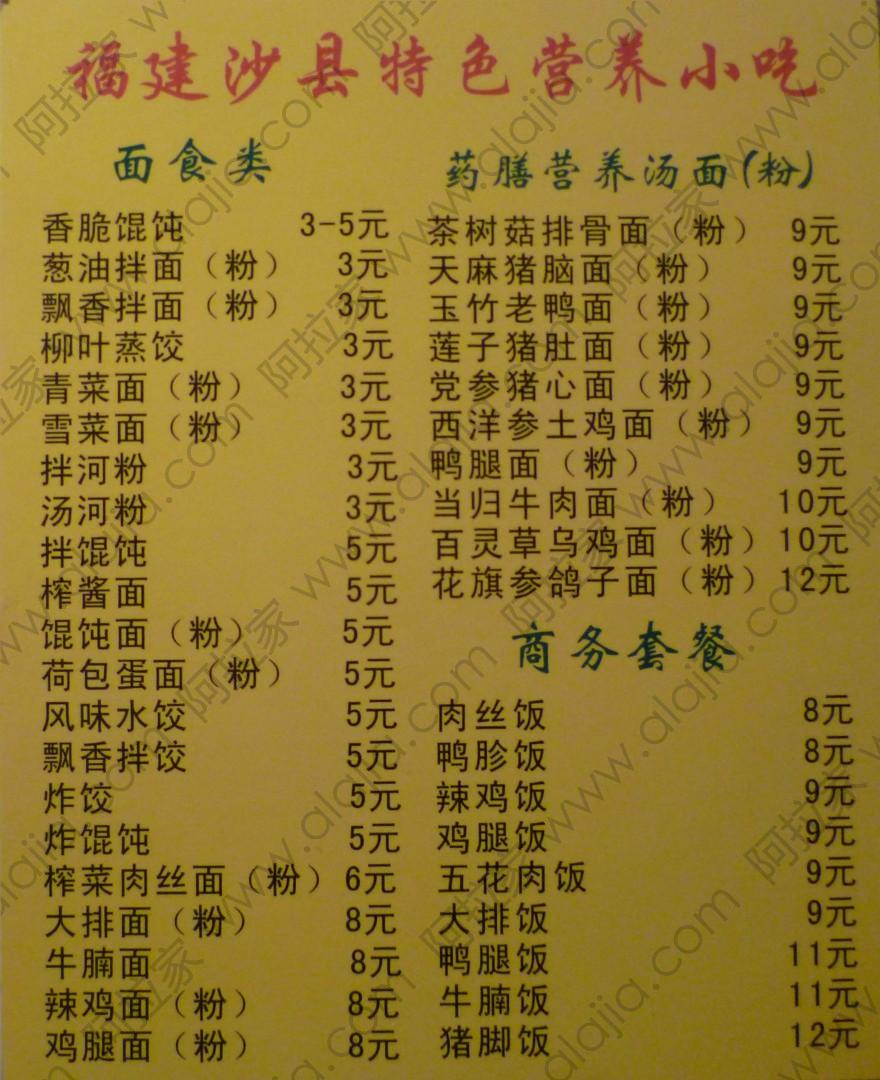 福建沙县特色营养小吃
面食类
香脆馄饨 3-5元
葱油拌面（粉） 3元
飘香拌面（粉） 3元
柳叶蒸饺 3元
青菜面（粉） 3元
雪菜面（粉） 3元
拌河粉 3元
汤河粉 3元
拌馄饨 5元
榨酱面 5元
馄饨面（粉） 5元
荷包蛋面（粉） 5元
风味水饺 5元
飘香拌饺 5元
炸饺 5元
炸馄饨 5元
榨菜肉丝面（粉） 6元
大排面（粉） 8元
牛腩面 8元
辣鸡面（粉） 8元
鸡腿面（粉） 8元
药膳营养汤面(粉)
茶树菇排骨面（粉） 9元
天麻猪脑面（粉） 9元
玉竹老鸭面（粉） 9元
莲子猪肚面（粉） 9元
党参猪心面（粉） 9元
西洋参土鸡面（粉） 9元
鸭腿面（粉） 9元
当归牛肉面（粉） 10元
百灵草乌鸡面（粉） 10元
花旗参鸽子面（粉） 12元
商务套餐
肉丝饭 8元
鸭胗饭 8元
辣鸡饭 9元
鸡腿饭 9元
五花肉饭 9元
大排饭 9元
鸭腿饭 11元
牛腩饭 11元
猪脚饭 12元
阿拉家 www.alajia.com